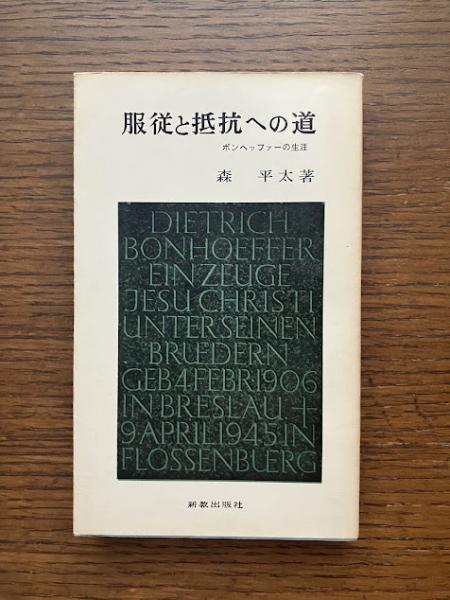 服従と抵抗への道
ボンヘッファーの生涯
森 平太著
DIETRICH
BONHOEFFER
EIN ZEUGE
JESU CHRISTI
UNTER SEINEN
BRUEDERN
GEB 4 FEBR 1906
IN BRESLAU +
9 APRIL 1945 IN
FLOSSENBUERG
新教出版社